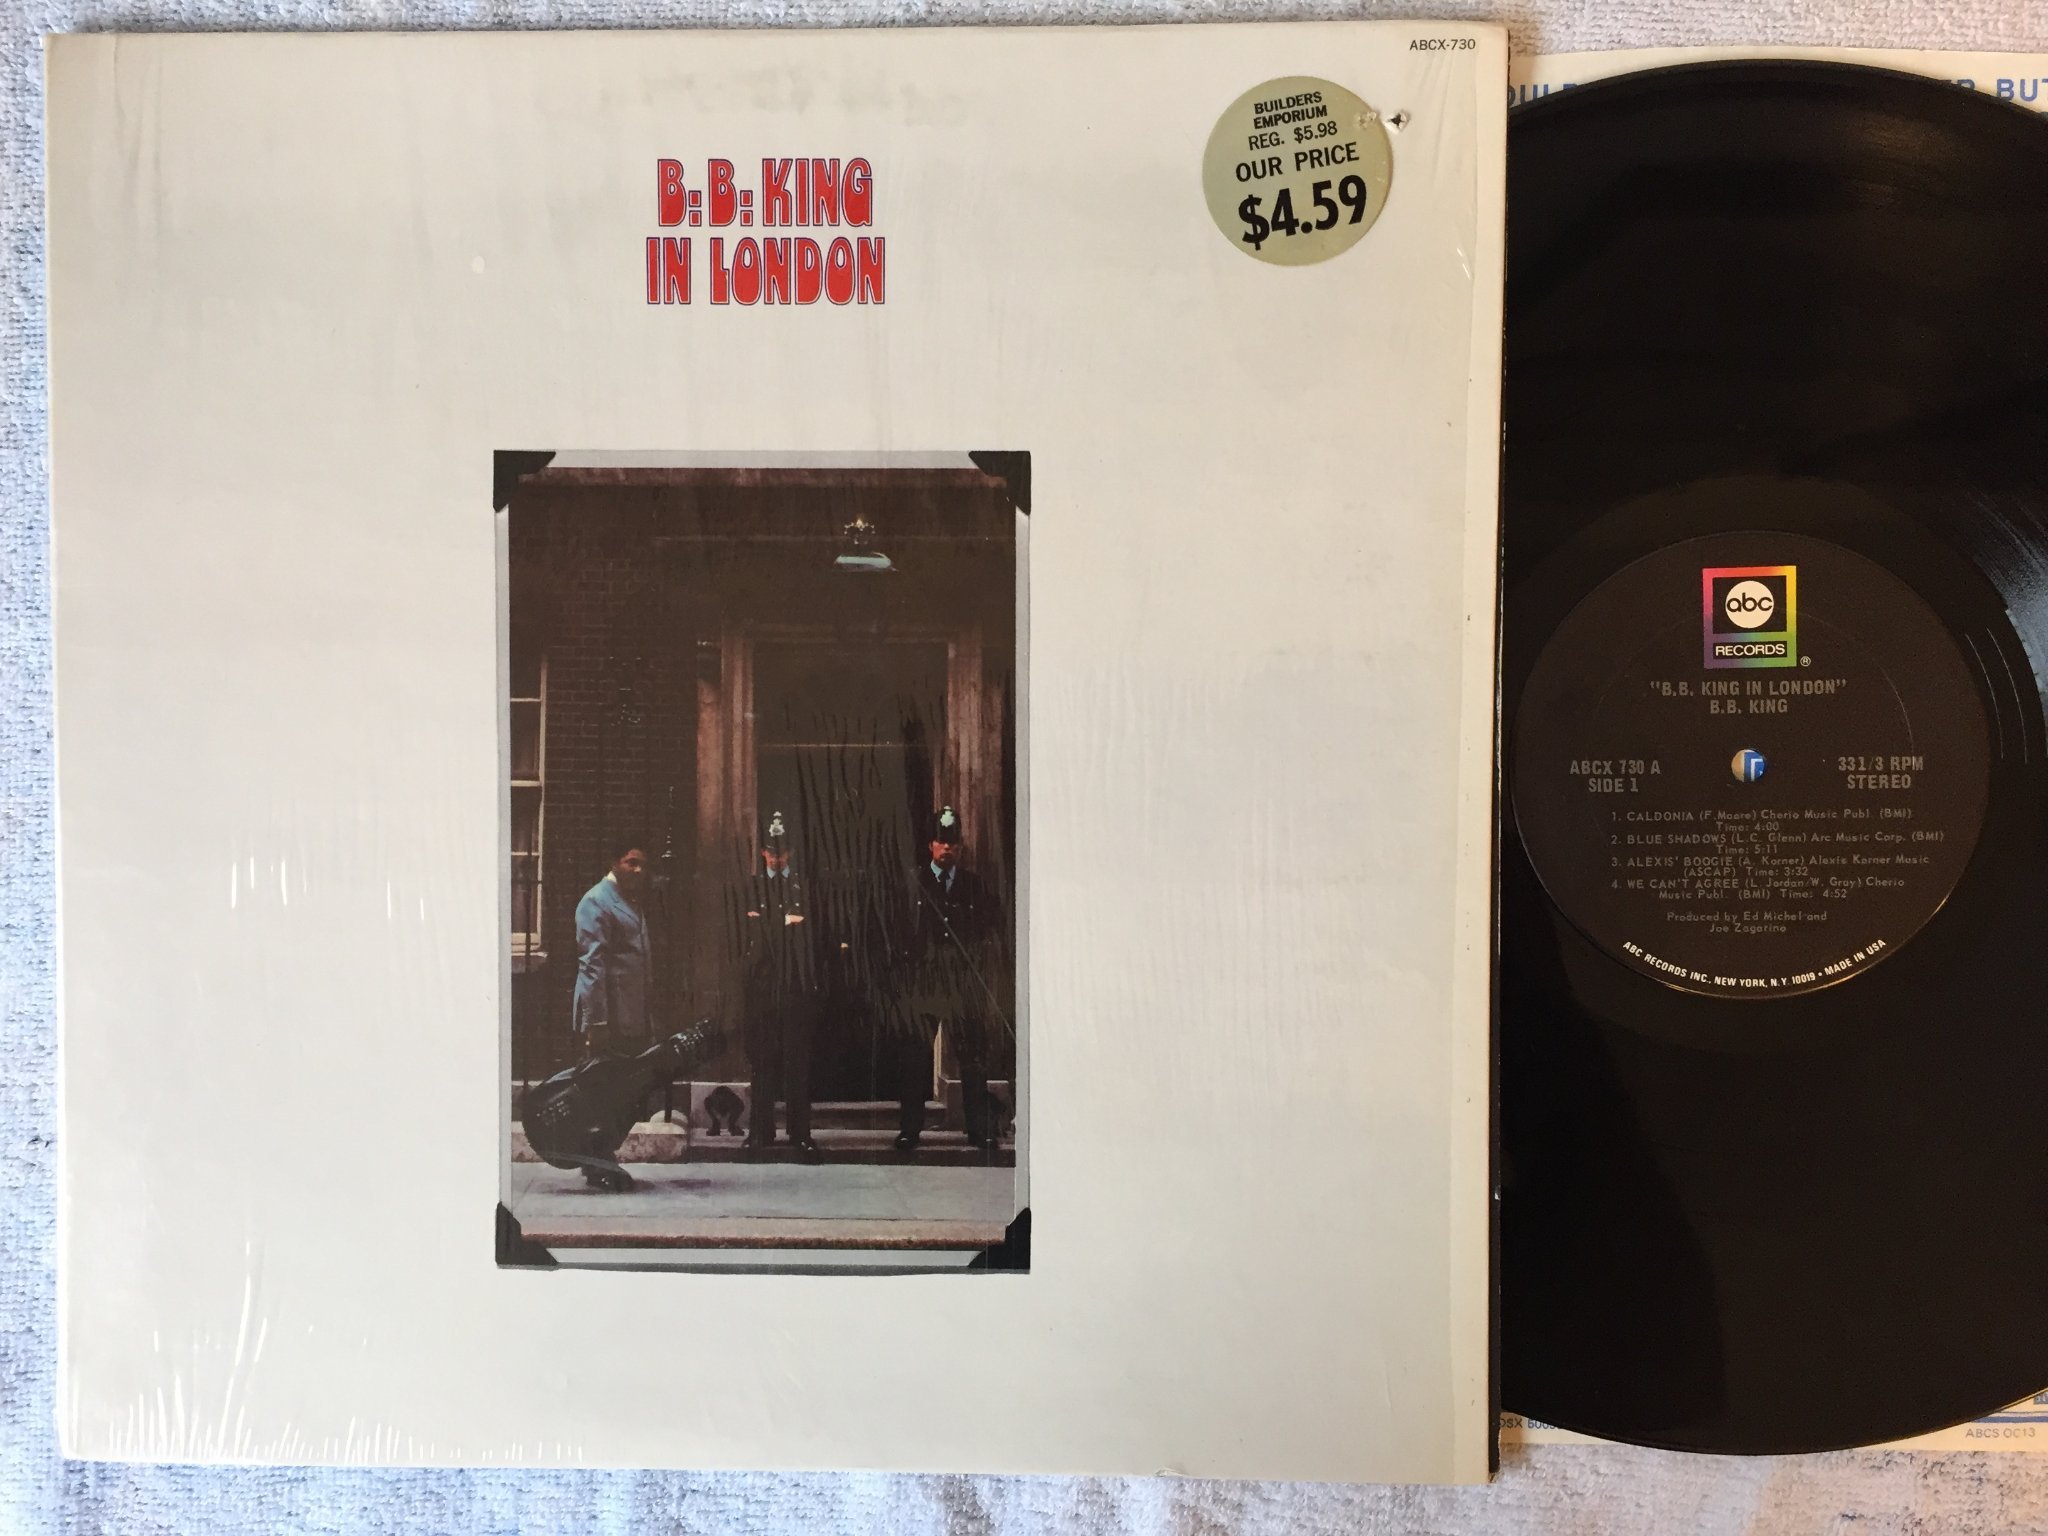 ABCX-730
BUILDERS
EMPORIUM
REG. $5.98
OUR PRICE
$4.59
B: B: KING
IN LONDON
BUT
abc
RECORDS ®
"B.B. KING IN LONDON"
B.B. KING
ABCX 730 A
SIDE 1
331/3 RPM
STEREO
1. CALDONIA (F. Moore) Cherio Music Publ. (BMI)
Time: 4:00
2. BLUE SHADOWS (L.C. Glenn) Arc Music Corp. (BMI)
Time: 5:11
3. ALEXIS' BOOGIE (A. Korner) Alexis Korner Music
(ASCAP) Time: 3:32
4. WE CAN'T AGREE (L. Jordan/W. Gray) Cherio
Music Publ. (BMI) Time: 4:52
Produced by Ed Michel and
Joe Zagarino
ABC RECORDS INC., NEW YORK, N.Y. 10019 • MADE IN USA
ABCS OC13